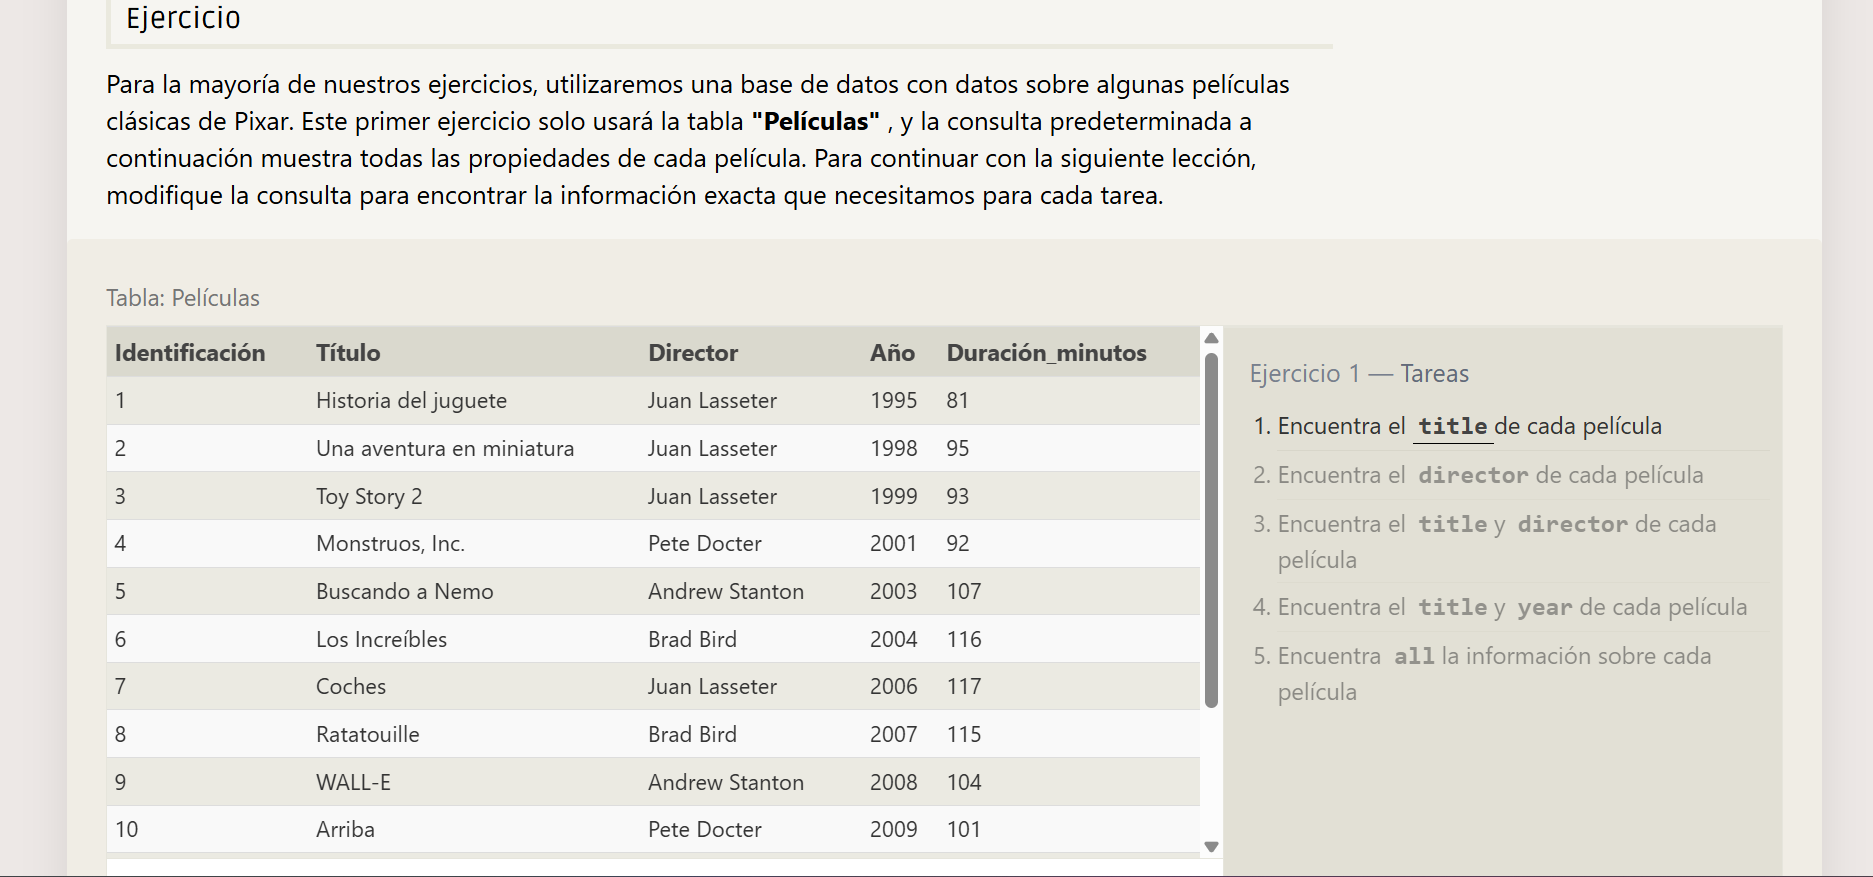 Ejercicio
Para la mayoría de nuestros ejercicios, utilizaremos una base de datos con datos sobre algunas películas
clásicas de Pixar. Este primer ejercicio solo usará la tabla "Películas" , y la consulta predeterminada a
continuación muestra todas las propiedades de cada película. Para continuar con la siguiente lección,
modifique la consulta para encontrar la información exacta que necesitamos para cada tarea.
Tabla: Películas
Identificación Título Director Año Duración_minutos
1 Historia del juguete Juan Lasseter 1995 81
2 Una aventura en miniatura Juan Lasseter 1998 95
3 Toy Story 2 Juan Lasseter 1999 93
4 Monstruos, Inc. Pete Docter 2001 92
5 Buscando a Nemo Andrew Stanton 2003 107
6 Los Increíbles Brad Bird 2004 116
7 Coches Juan Lasseter 2006 117
8 Ratatouille Brad Bird 2007 115
9 WALL-E Andrew Stanton 2008 104
10 Arriba Pete Docter 2009 101
Ejercicio 1 — Tareas
1. Encuentra el title de cada película
2. Encuentra el director de cada película
3. Encuentra el title y director de cada
película
4. Encuentra el title y year de cada película
5. Encuentra all la información sobre cada
película